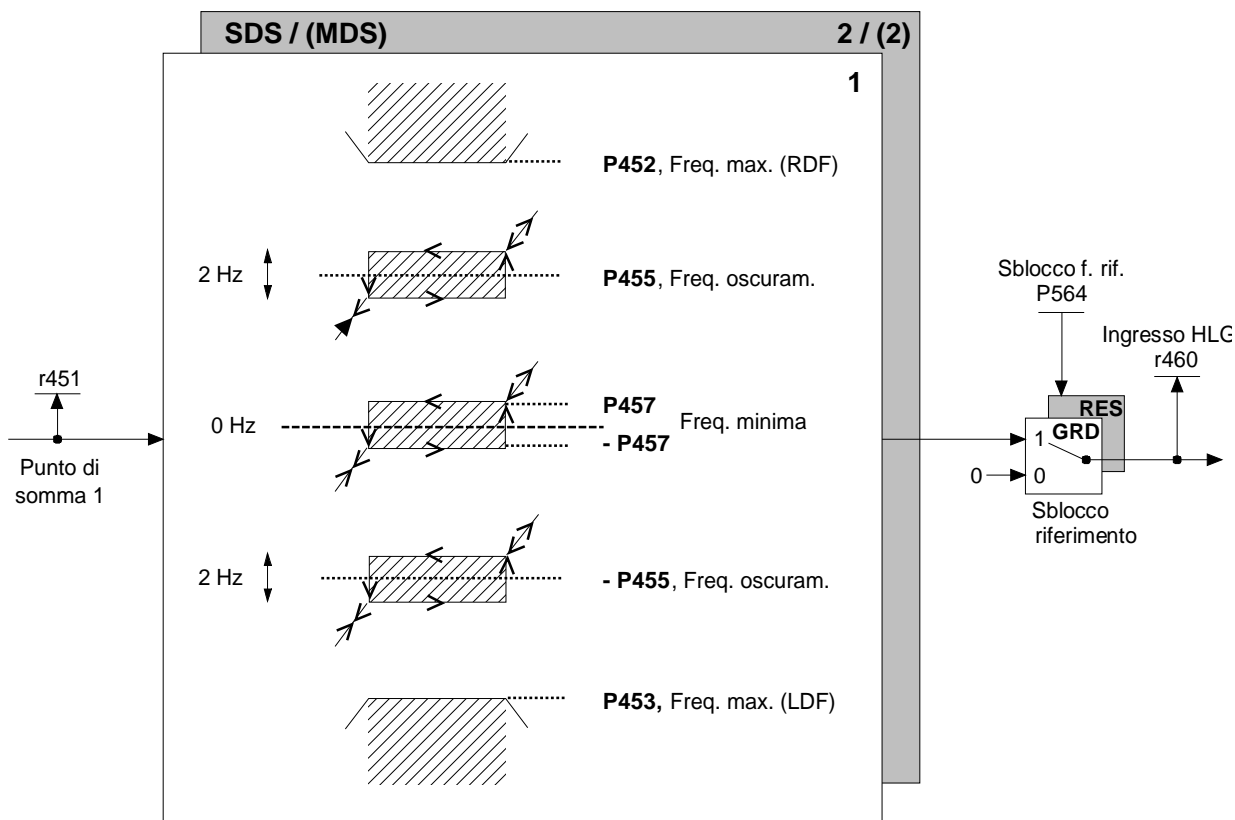 SDS / (MDS) 2 / (2)
1
P452, Freq. max. (RDF)
2 Hz P455, Freq. oscuram.
Sblocco f. rif.
P564
Ingresso HLG
r460
r451
P457
0 Hz Freq. minima
- P457
RES
GRD
1
0 0
Punto di
somma 1
Sblocco
riferimento
2 Hz - P455, Freq. oscuram.
P453, Freq. max. (LDF)